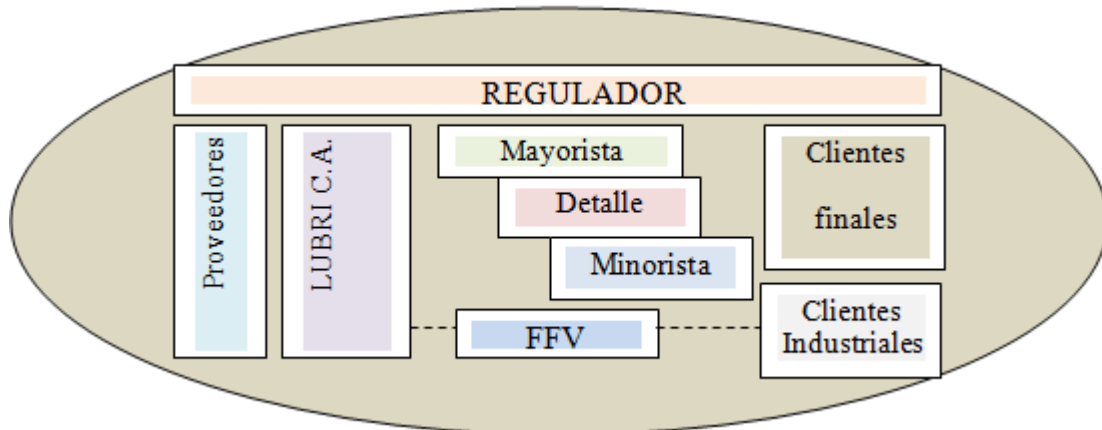 REGULADOR
Proveedores
LUBRI C.A.
Mayorista
Detalle
Minorista
FFV
Clientes
finales
Clientes
Industriales